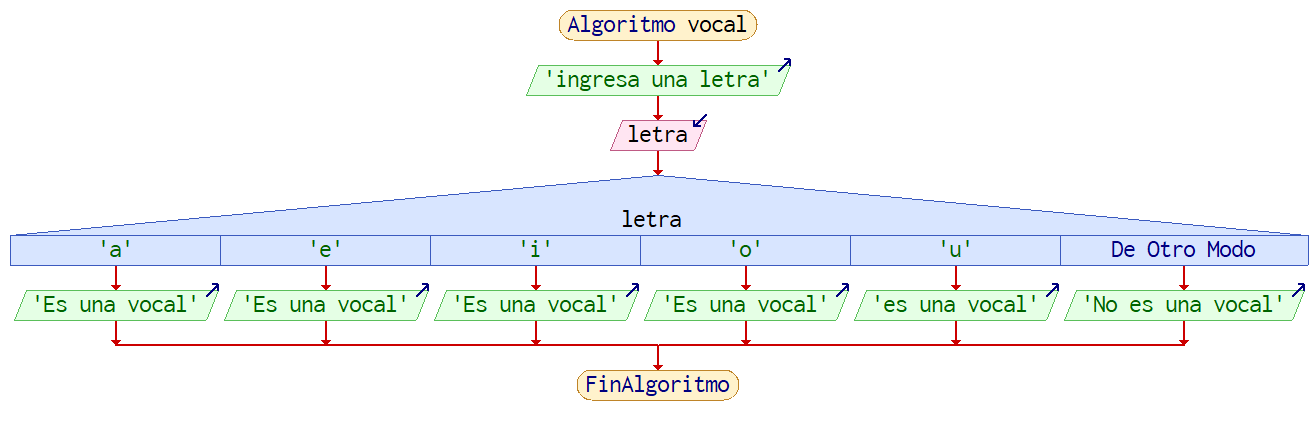 Algoritmo vocal
'ingresa una letra'
letra
letra
'a' 'e' 'i' 'o' 'u' De Otro Modo
'Es una vocal' 'Es una vocal' 'Es una vocal' 'Es una vocal' 'es una vocal' 'No es una vocal'
FinAlgoritmo